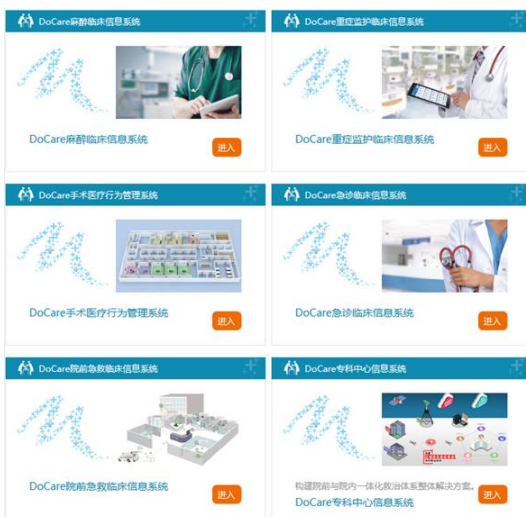 DoCare麻醉临床信息系统
DoCare重症监护临床信息系统
DoCare麻醉临床信息系统
进入
DoCare重症监护临床信息系统
进入
DoCare手术医疗行为管理系统
DoCare急诊临床信息系统
DoCare手术医疗行为管理系统
进入
DoCare急诊临床信息系统
进入
DoCare院前急救临床信息系统
DoCare专科中心信息系统
DoCare院前急救临床信息系统
进入
构建院前与院内一体化救治体系整体解决方案。
DoCare专科中心信息系统
进入